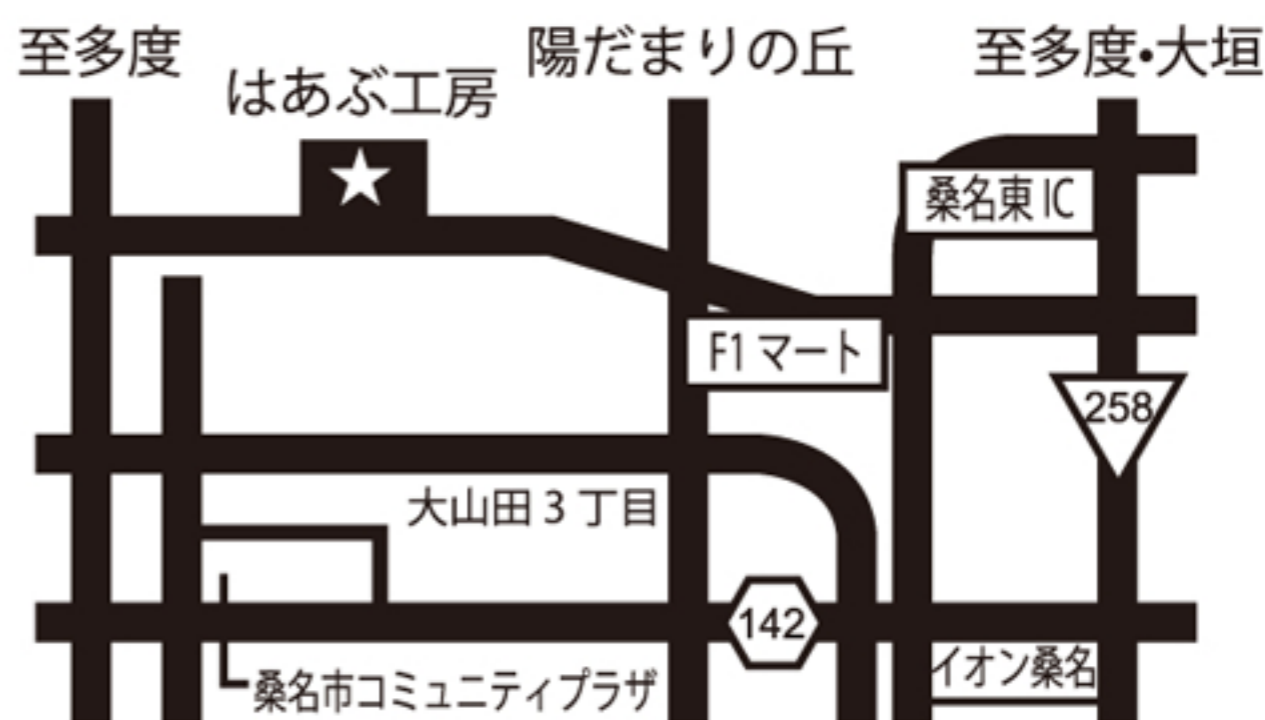 至多度
はあぶ工房
陽だまりの丘
至多度・大垣
桑名東 IC
F1 マート
258
大山田 3 丁目
142
イオン桑名
桑名市コミュニティプラザ